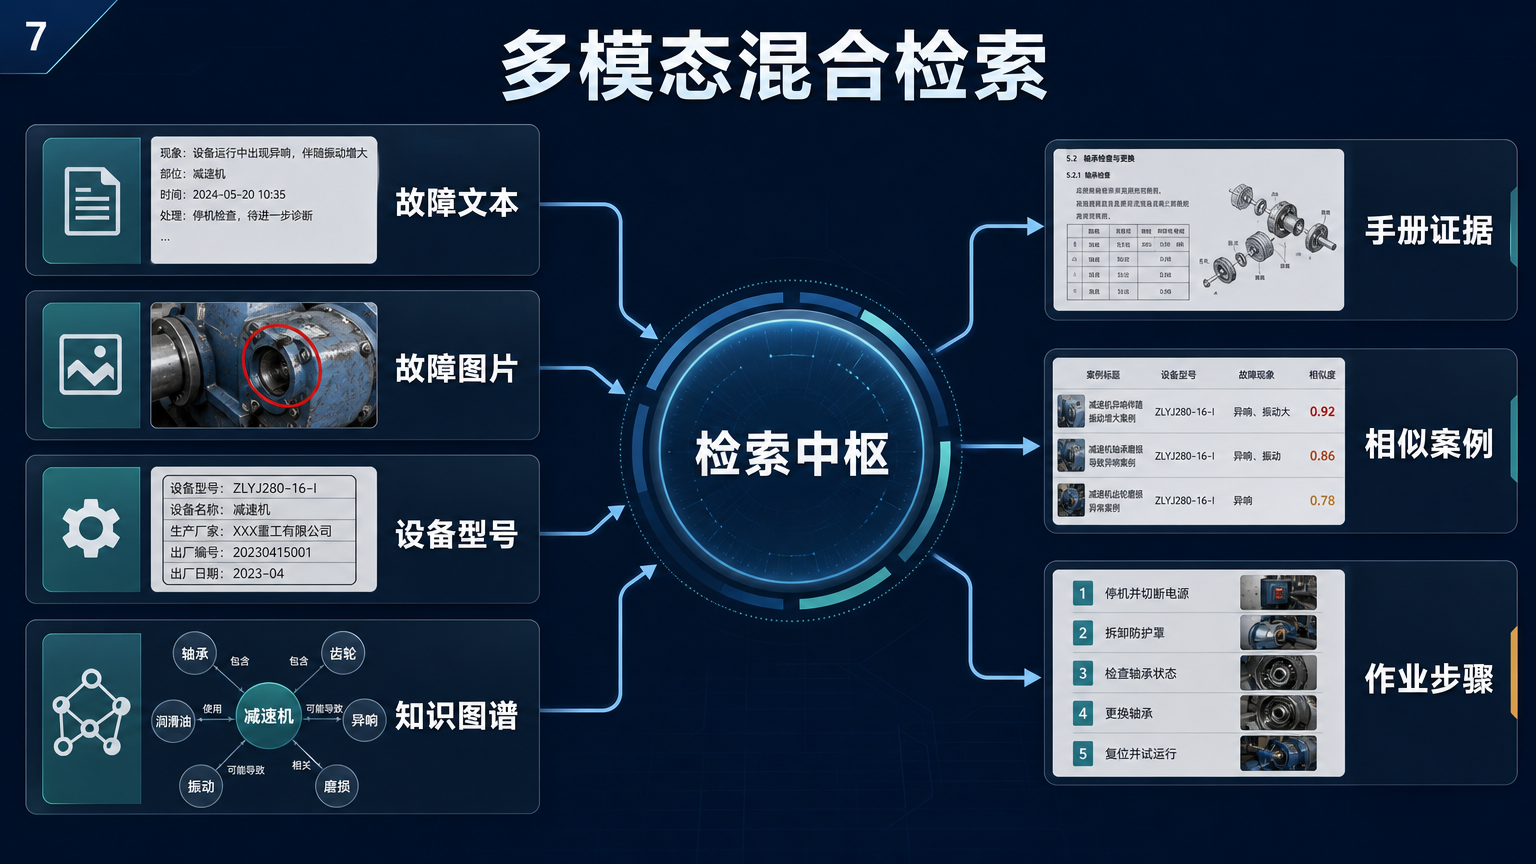 7
多模态混合检索
现象：设备运行中出现异响，伴随振动增大
部位：减速机
时间：2024-05-20 10:35
处理：停机检查，待进一步诊断
...
故障文本
故障图片
设备型号：ZLYJ280-16-I
设备名称：减速机
生产厂家：XXX重工有限公司
出厂编号：20230415001
出厂日期：2023-04
设备型号
轴承
包含
包含
齿轮
润滑油
使用
减速机
可能导致
异响
振动
可能导致
相关
磨损
知识图谱
检索中枢
5.2 轴承检查与更换
5.2.1 轴承检查
手册证据
案例标题 设备型号 故障现象 相似度
减速机异响伴随
振动增大案例
ZLYJ280-16-I 异响、振动大 0.92
减速机轴承磨损
导致异响案例
ZLYJ280-16-I 异响、振动 0.86
减速机齿轮磨损
异常案例
ZLYJ280-16-I 异响 0.78
相似案例
1 停机并切断电源
2 拆卸防护罩
3 检查轴承状态
4 更换轴承
5 复位并试运行
作业步骤